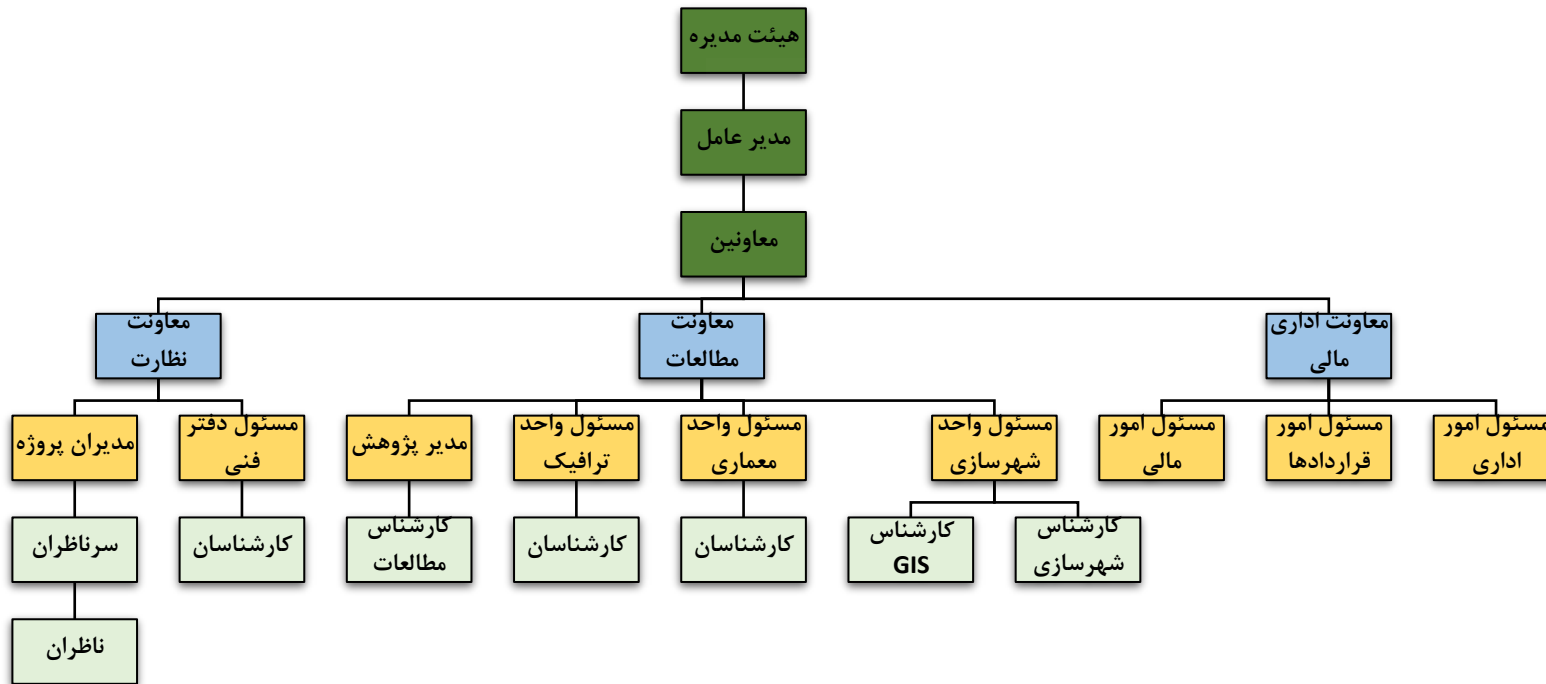 هیئت مدیره
مدیر عامل
معاونین
معاونت اداری
مالی
معاونت
مطالعات
معاونت
نظارت
مسئول امور
اداری
مسئول امور
قراردادها
مسئول امور
مالی
مسئول واحد
شهرسازی
مسئول واحد
معماری
مسئول واحد
ترافیک
مدیر پژوهش
مسئول دفتر
فنی
مدیران پروژه
کارشناس
شهرسازی
کارشناس
GIS
کارشناسان
کارشناسان
کارشناس
مطالعات
کارشناسان
سرناظران
ناظران